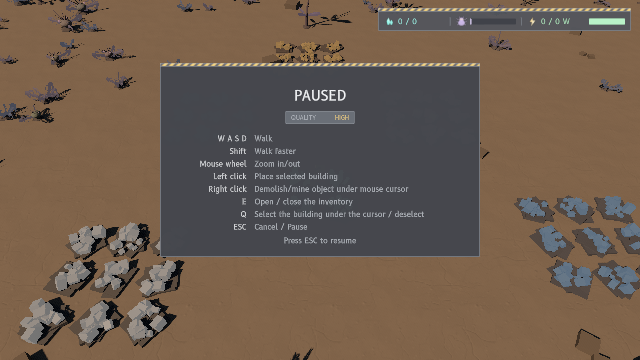 0 / 0
0 / 0 W
PAUSED
QUALITY HIGH
W A S D Walk
Shift Walk faster
Mouse wheel Zoom in/out
Left click Place selected building
Right click Demolish/mine object under mouse cursor
E Open / close the inventory
Q Select the building under the cursor / deselect
ESC Cancel / Pause
Press ESC to resume